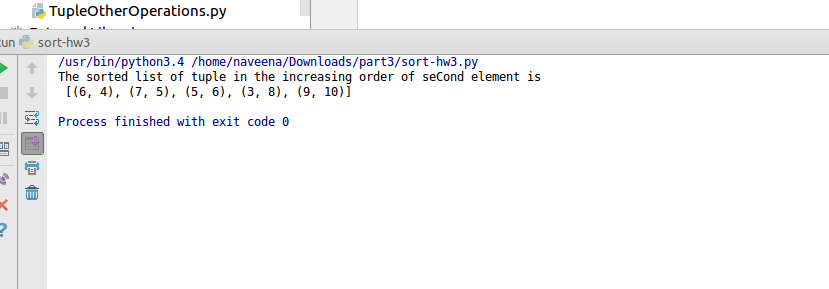 TupleOtherOperations.py
sort-hw3
/usr/bin/python3.4 /home/naveena/Downloads/part3/sort-hw3.py
The sorted list of tuple in the increasing order of seCond element is
[(6, 4), (7, 5), (5, 6), (3, 8), (9, 10)]
Process finished with exit code 0